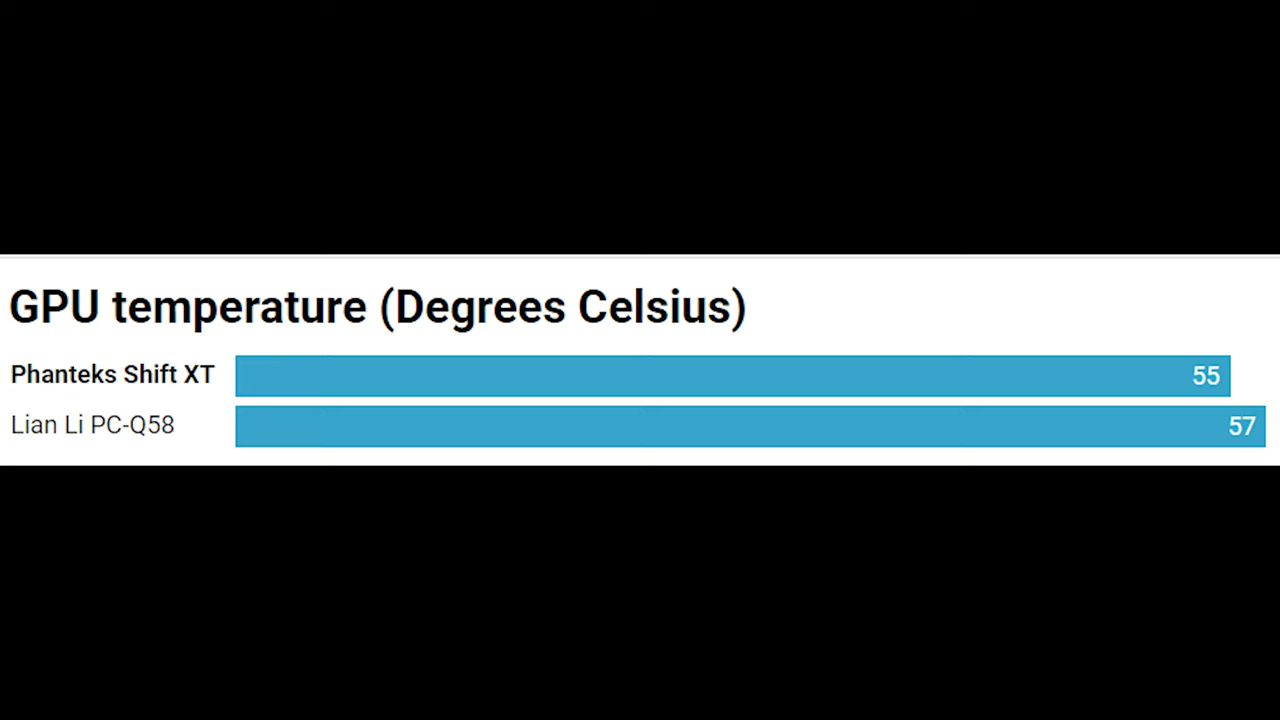 GPU temperature (Degrees Celsius)
Phanteks Shift XT 55
Lian Li PC-Q58 57